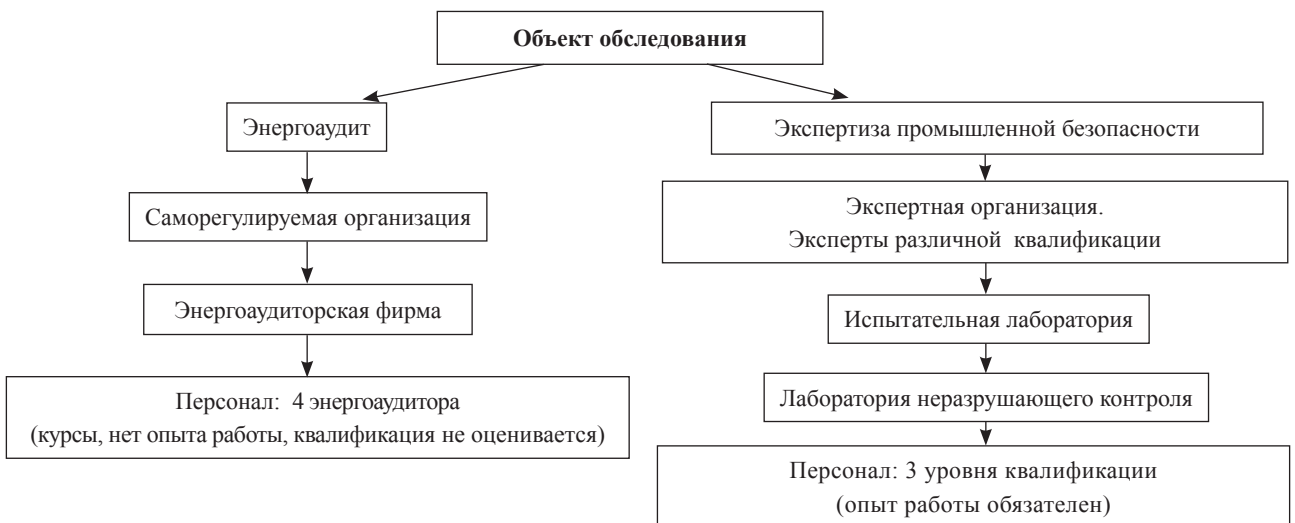 Объект обследования
Энергоаудит
Саморегулируемая организация
Энергоаудиторская фирма
Персонал: 4 энергоаудитора
(курсы, нет опыта работы, квалификация не оценивается)
Экспертиза промышленной безопасности
Экспертная организация.
Эксперты различной квалификации
Испытательная лаборатория
Лаборатория неразрушающего контроля
Персонал: 3 уровня квалификации
(опыт работы обязателен)